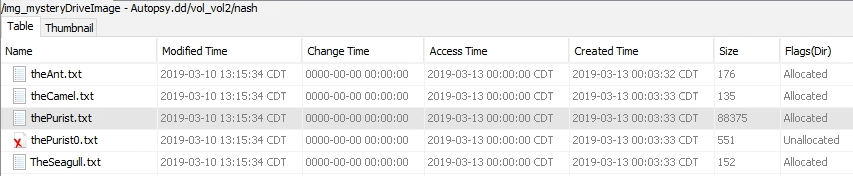 /img_mysteryDriveImage - Autopsy.dd/vol_vol2/nash
Table Thumbnail
Name Modified Time Change Time Access Time Created Time Size Flags(Dir)
theAnt.txt 2019-03-10 13:15:34 CDT 0000-00-00 00:00:00 2019-03-13 00:00:00 CDT 2019-03-13 00:03:32 CDT 176 Allocated
theCamel.txt 2019-03-10 13:15:34 CDT 0000-00-00 00:00:00 2019-03-13 00:00:00 CDT 2019-03-13 00:03:33 CDT 135 Allocated
thePurist.txt 2019-03-10 13:15:34 CDT 0000-00-00 00:00:00 2019-03-13 00:00:00 CDT 2019-03-13 00:03:33 CDT 88375 Allocated
thePurist0.txt 2019-03-10 13:15:34 CDT 0000-00-00 00:00:00 2019-03-13 00:00:00 CDT 2019-03-13 00:03:33 CDT 551 Unallocated
TheSeagull.txt 2019-03-10 13:15:34 CDT 0000-00-00 00:00:00 2019-03-13 00:00:00 CDT 2019-03-13 00:03:33 CDT 152 Allocated